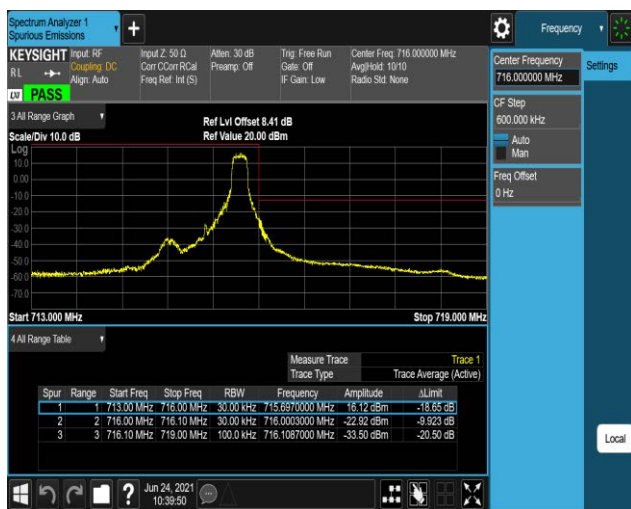 Spectrum Analyzer 1
Spurious Emissions
Frequency
KEYSIGHT Input: RF Input Z: 50 Ω Atten: 30 dB Trig: Free Run Center Freq: 716.000000 MHz
RL Coupling: DC Corr CCorr RCal Preamp: Off Gate: Off Avg|Hold: 10/10
Align: Auto Freq Ref: Int (S) IF Gain: Low Radio Std: None
LXI PASS
Center Frequency
716.000000 MHz
Settings
CF Step
600.000 kHz
Auto
Man
Freq Offset
0 Hz
3 All Range Graph
Ref Lvl Offset 8.41 dB
Scale/Div 10.0 dB Ref Value 20.00 dBm
Log
10.0
0.00
-10.0
-20.0
-30.0
-40.0
-50.0
-60.0
-70.0
Start 713.000 MHz Stop 719.000 MHz
4 All Range Table
Measure Trace Trace 1
Trace Type Trace Average (Active)
Spur Range Start Freq Stop Freq RBW Frequency Amplitude ΔLimit
1 1 713.00 MHz 716.00 MHz 30.00 kHz 715.6970000 MHz 16.12 dBm -18.65 dB
2 2 716.00 MHz 716.10 MHz 30.00 kHz 716.0003000 MHz -22.92 dBm -9.923 dB
3 3 716.10 MHz 719.00 MHz 100.0 kHz 716.1087000 MHz -33.50 dBm -20.50 dB
Local
Jun 24, 2021
10:39:50